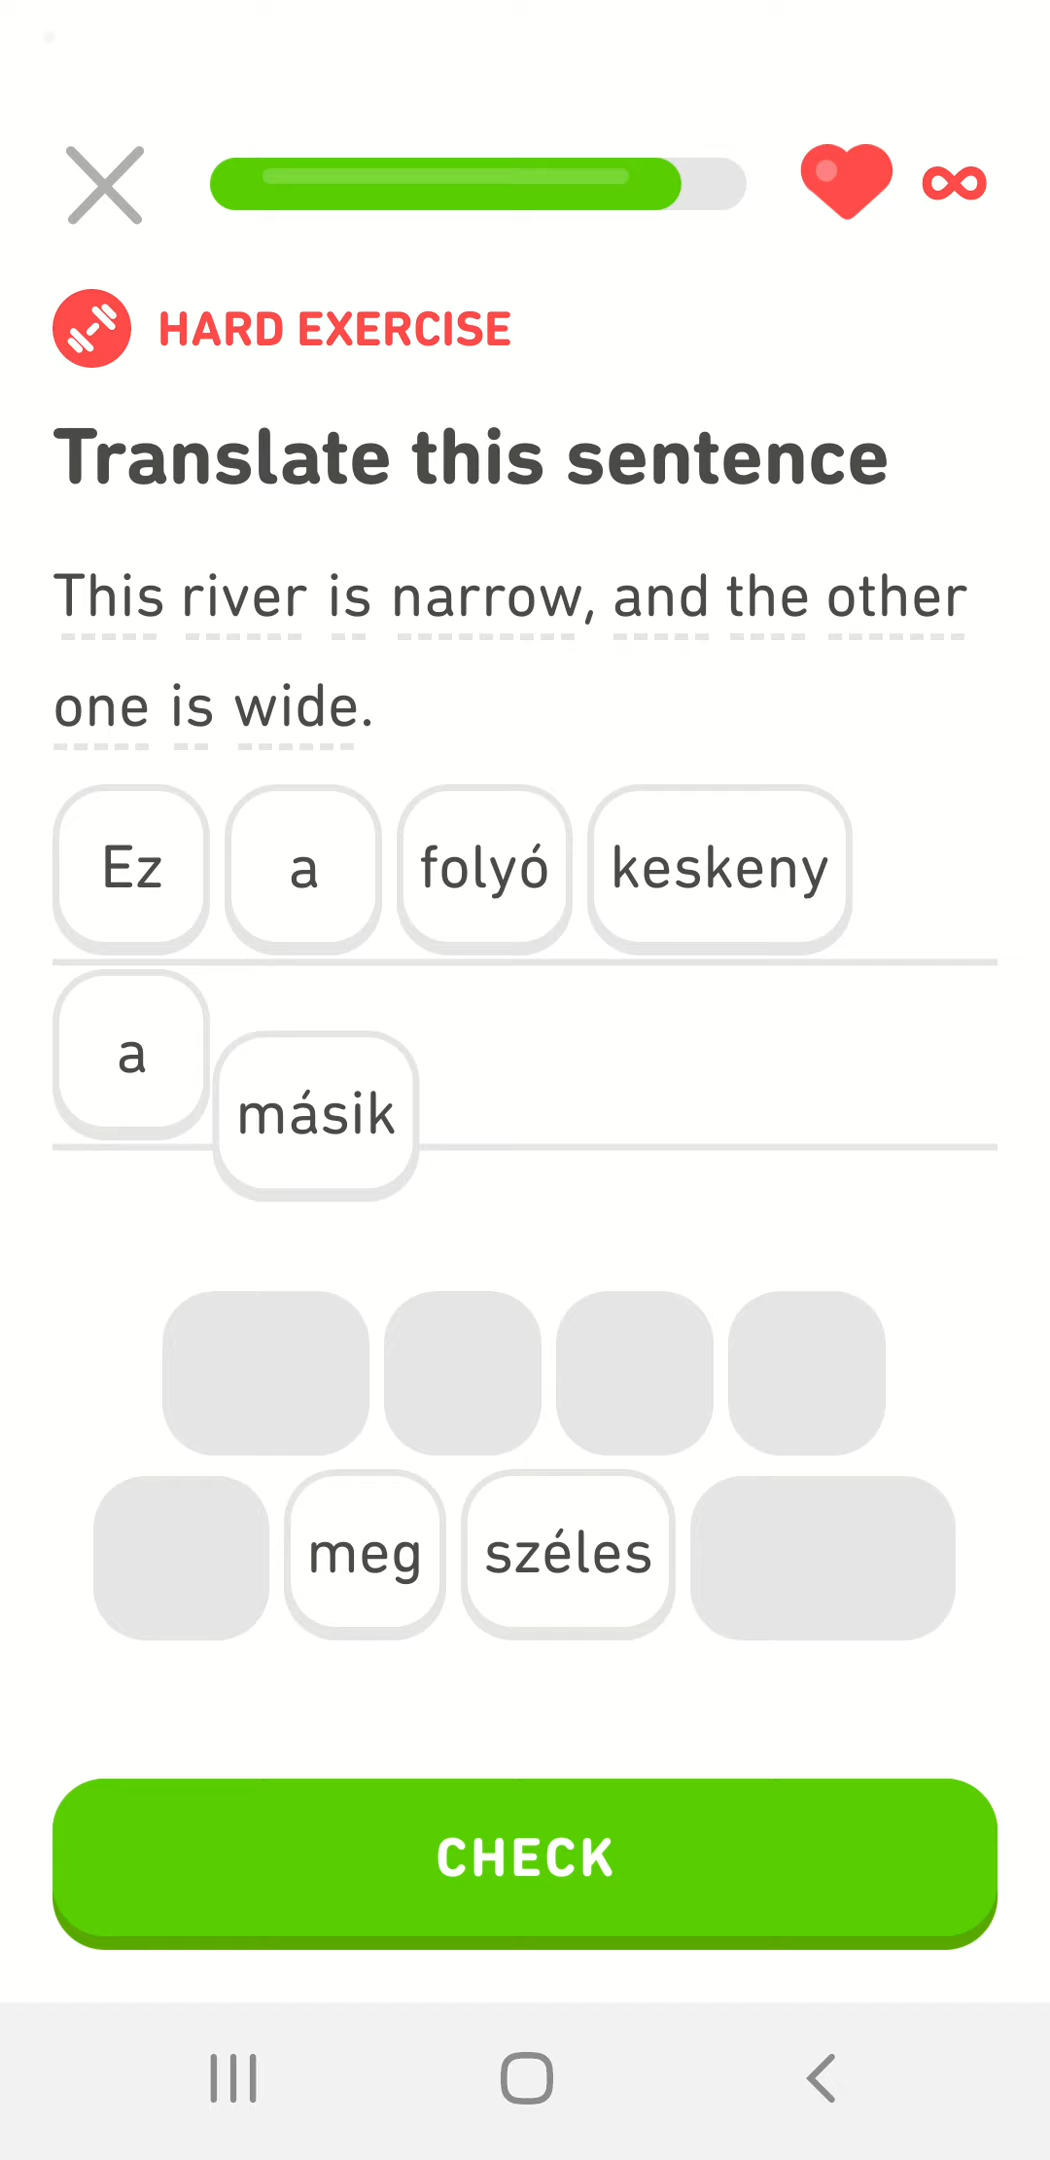 HARD EXERCISE
Translate this sentence
This river is narrow, and the other
one is wide.
Ez a folyó keskeny
a másik
meg széles
CHECK